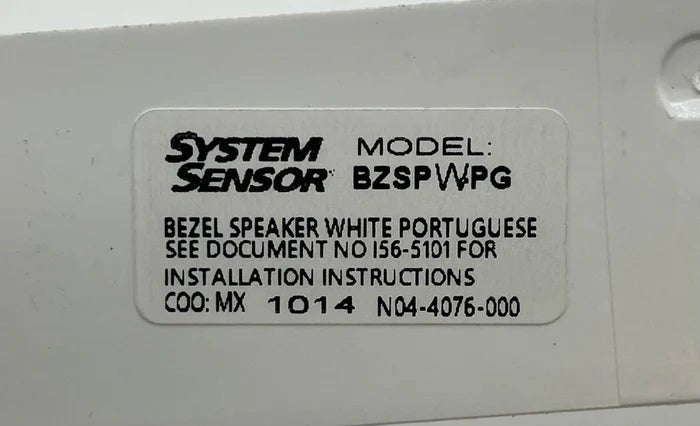 SYSTEM SENSOR MODEL: BZSPWPG
BEZEL SPEAKER WHITE PORTUGUESE
SEE DOCUMENT NO I56-5101 FOR
INSTALLATION INSTRUCTIONS
COO: MX 1014 N04-4076-000